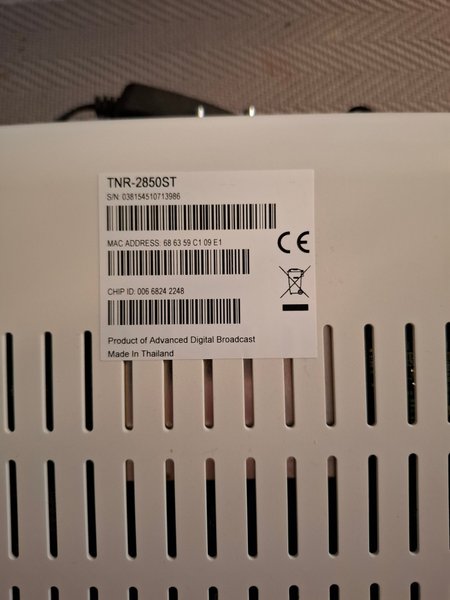 TNR-2850ST
S/N: 038154510713986
MAC ADDRESS: 68 63 59 C1 09 E1
CE
CHIP ID: 006 6824 2248
Product of Advanced Digital Broadcast
Made In Thailand